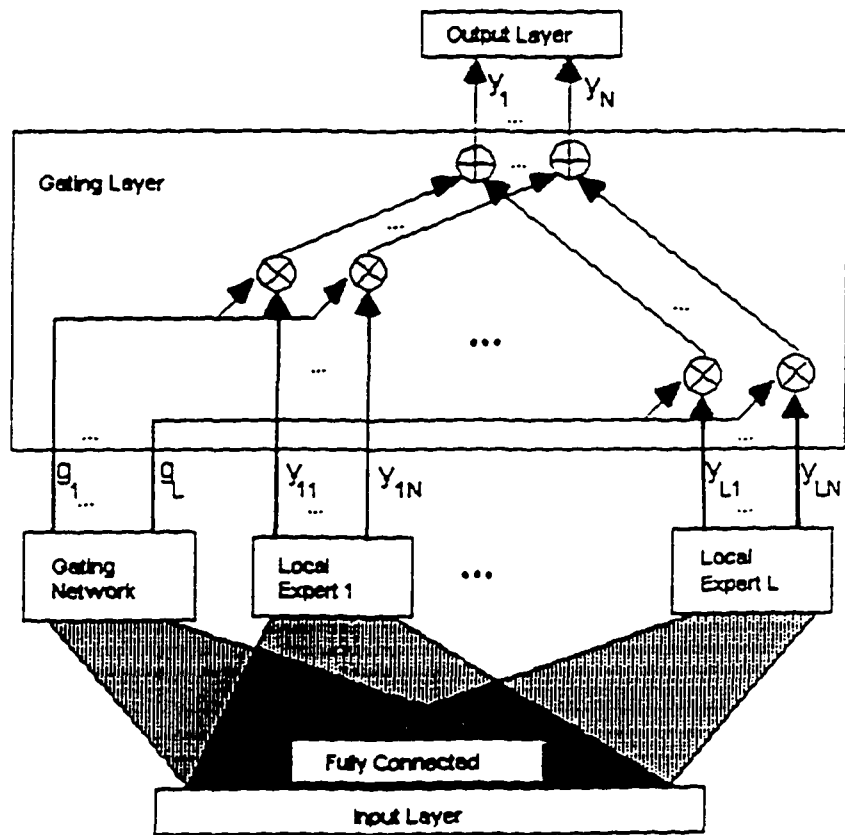 Output Layer
y1 ... yN
...
Gating Layer
...
...
...
...
...
...
g1... gL y11 ... y1N yL1 ... yLN
Gating
Network
Local
Expert 1
...
Local
Expert L
Fully Connected
Input Layer